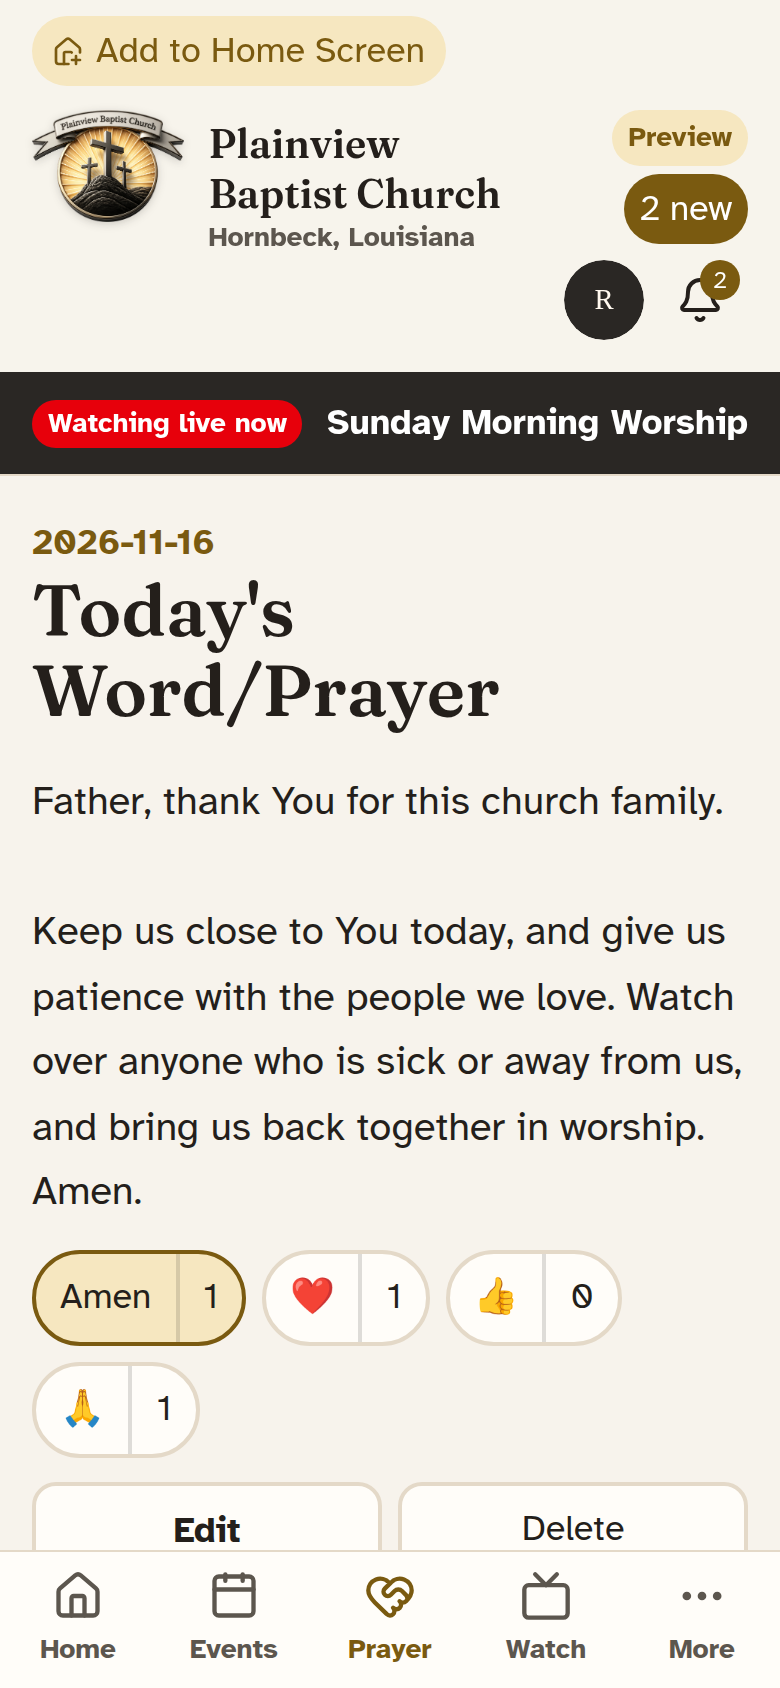 Add to Home Screen
Plainview Baptist Church
Plainview
Baptist Church
Hornbeck, Louisiana
Preview
2 new
R
2
Watching live now
Sunday Morning Worship
2026-11-16
Today's
Word/Prayer
Father, thank You for this church family.
Keep us close to You today, and give us
patience with the people we love. Watch
over anyone who is sick or away from us,
and bring us back together in worship.
Amen.
Amen 1
❤️ 1
👍 0
🙏 1
Edit
Delete
Home
Events
Prayer
Watch
More